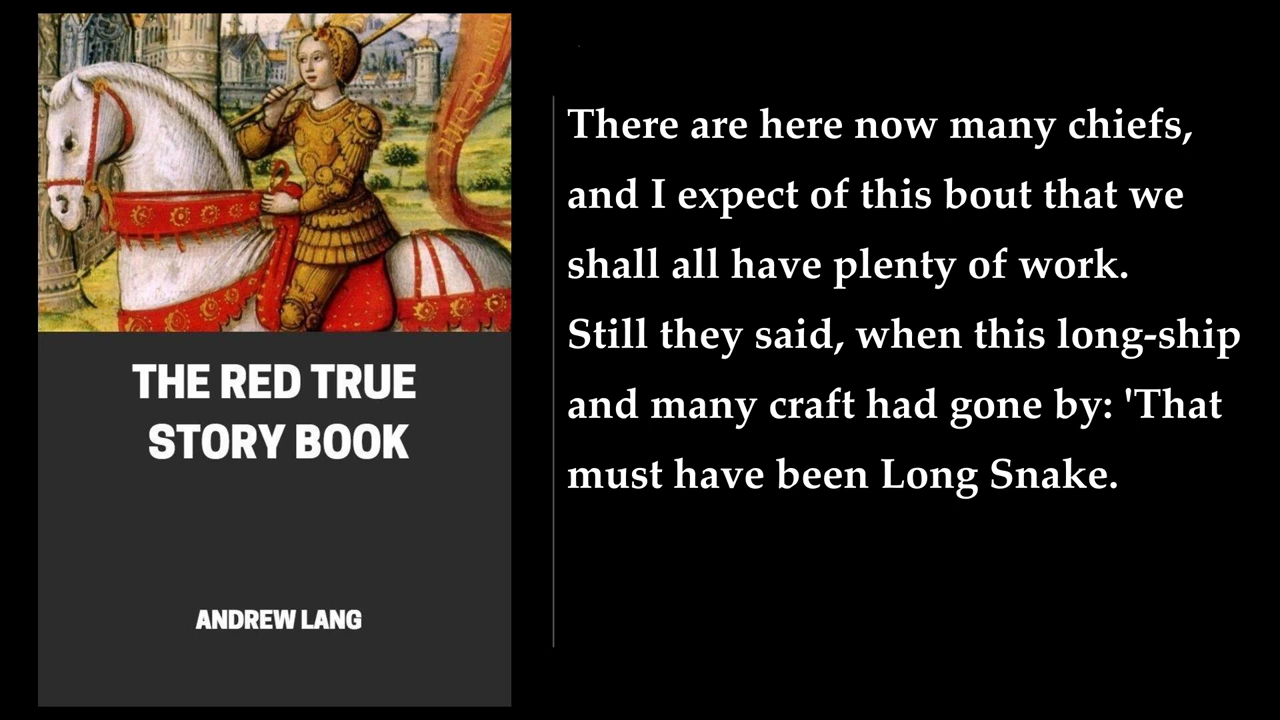 THE RED TRUE
STORY BOOK
ANDREW LANG
There are here now many chiefs,
and I expect of this bout that we
shall all have plenty of work.
Still they said, when this long-ship
and many craft had gone by: 'That
must have been Long Snake.